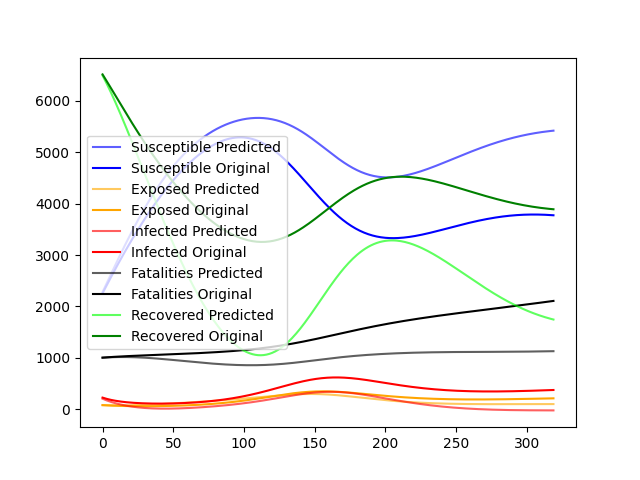 6000
5000
4000
3000
2000
1000
0
Susceptible Predicted
Susceptible Original
Exposed Predicted
Exposed Original
Infected Predicted
Infected Original
Fatalities Predicted
Fatalities Original
Recovered Predicted
Recovered Original
0 50 100 150 200 250 300